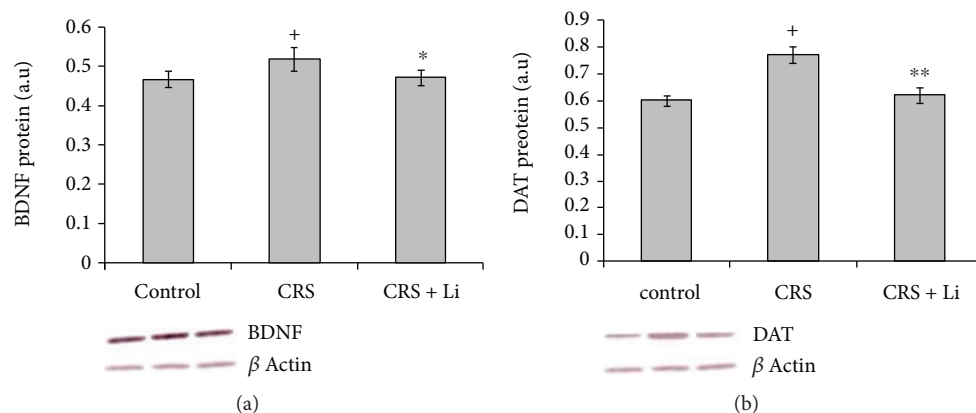 BDNF protein (a.u)
0.6
0.5
0.4
0.3
0.2
0.1
0
+
*
Control CRS CRS + Li
BDNF
β Actin
(a)
DAT preotein (a.u)
0.9
0.8
0.7
0.6
0.5
0.4
0.3
0.2
0.1
0
+
**
control CRS CRS + Li
DAT
β Actin
(b)